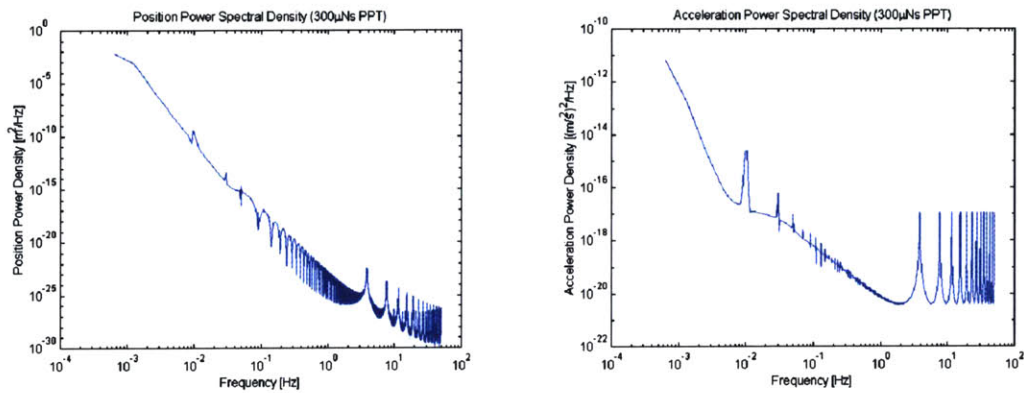 Position Power Spectral Density (300µNs PPT)
10^0
10^-5
10^-10
10^-15
10^-20
10^-25
10^-30
Position Power Density [m^2/Hz]
10^-4 10^-3 10^-2 10^-1 10^0 10^1 10^2
Frequency [Hz]
Acceleration Power Spectral Density (300µNs PPT)
10^-10
10^-12
10^-14
10^-16
10^-18
10^-20
10^-22
Acceleration Power Density [(m/s^2)^2/Hz]
10^-4 10^-3 10^-2 10^-1 10^0 10^1 10^2
Frequency [Hz]